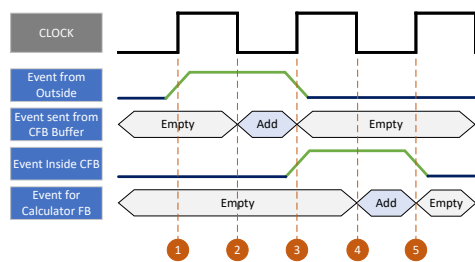 CLOCK
Event from
Outside
Event sent from
CFB Buffer
Empty
Add
Empty
Event Inside CFB
Event for
Calculator FB
Empty
Add
Empty
1
2
3
4
5